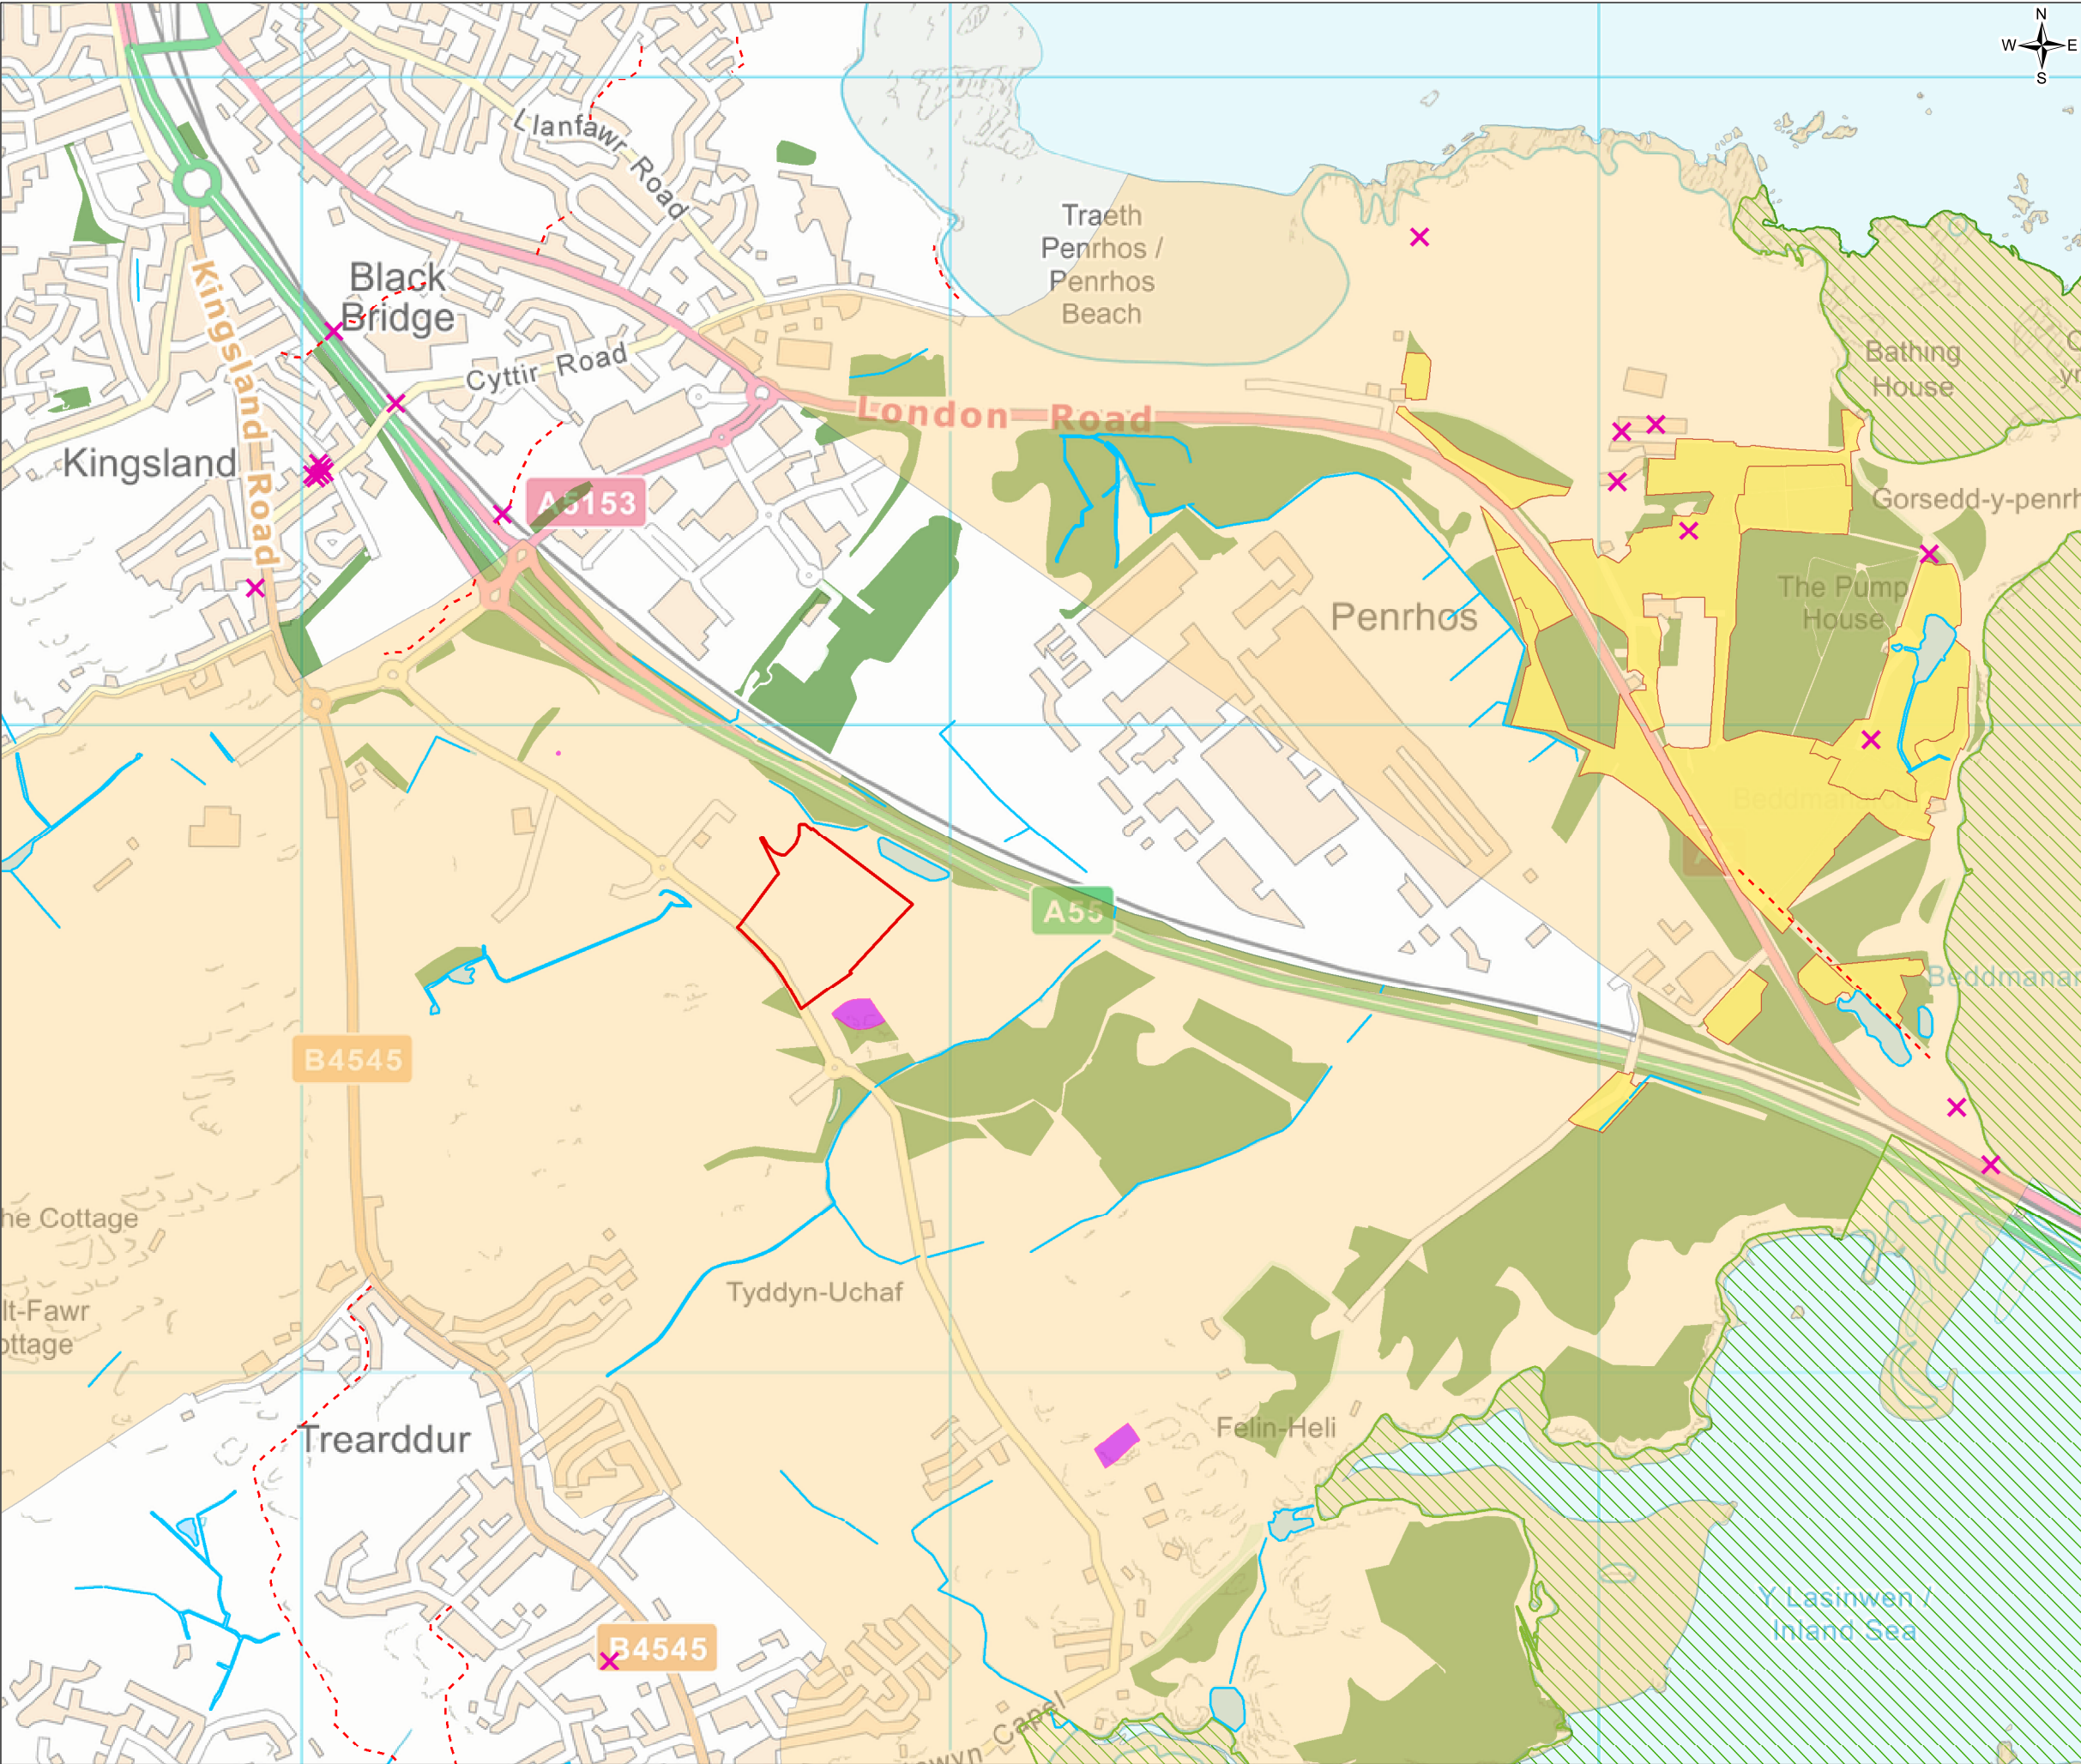 N
W E
S
Llanfawr Road
Traeth
Penrhos /
Penrhos
Beach
Black
Bridge
Kingsland Road
Cyttir Road
Bathing
House
London Road
Kingsland
A5153
Gorsedd-y-penrh
The Pump
House
Penrhos
A55
B4545
Beddmanar
he Cottage
Tyddyn-Uchaf
lt-Fawr
ottage
Trearddur
Felin-Heli
Y Lasinwen /
Inland Sea
B4545
wyn Capel